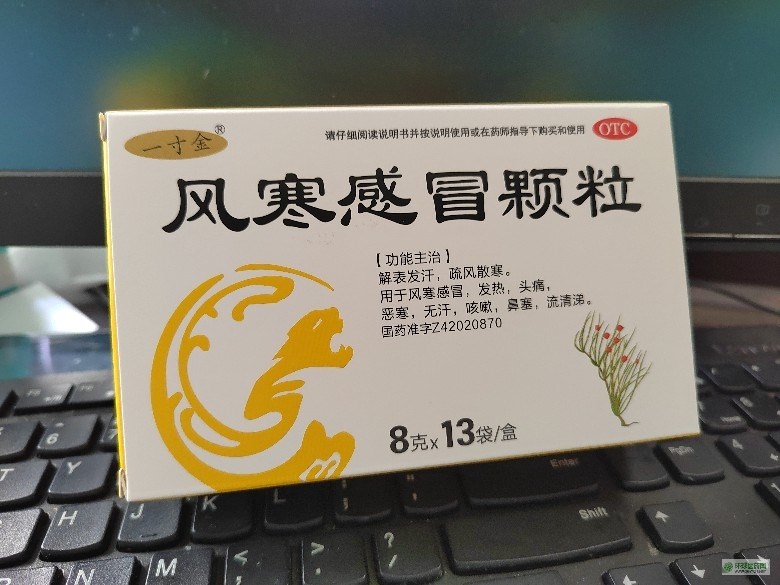 一寸金®
请仔细阅读说明书并按说明使用或在药师指导下购买和使用
OTC
风寒感冒颗粒
【功能主治】
解表发汗，疏风散寒。
用于风寒感冒，发热，头痛，
恶寒，无汗，咳嗽，鼻塞，流清涕。
国药准字Z42020870
8克x13袋/盒
Enter
Shift
6
T
Y
H
J
B
N
M
K
L